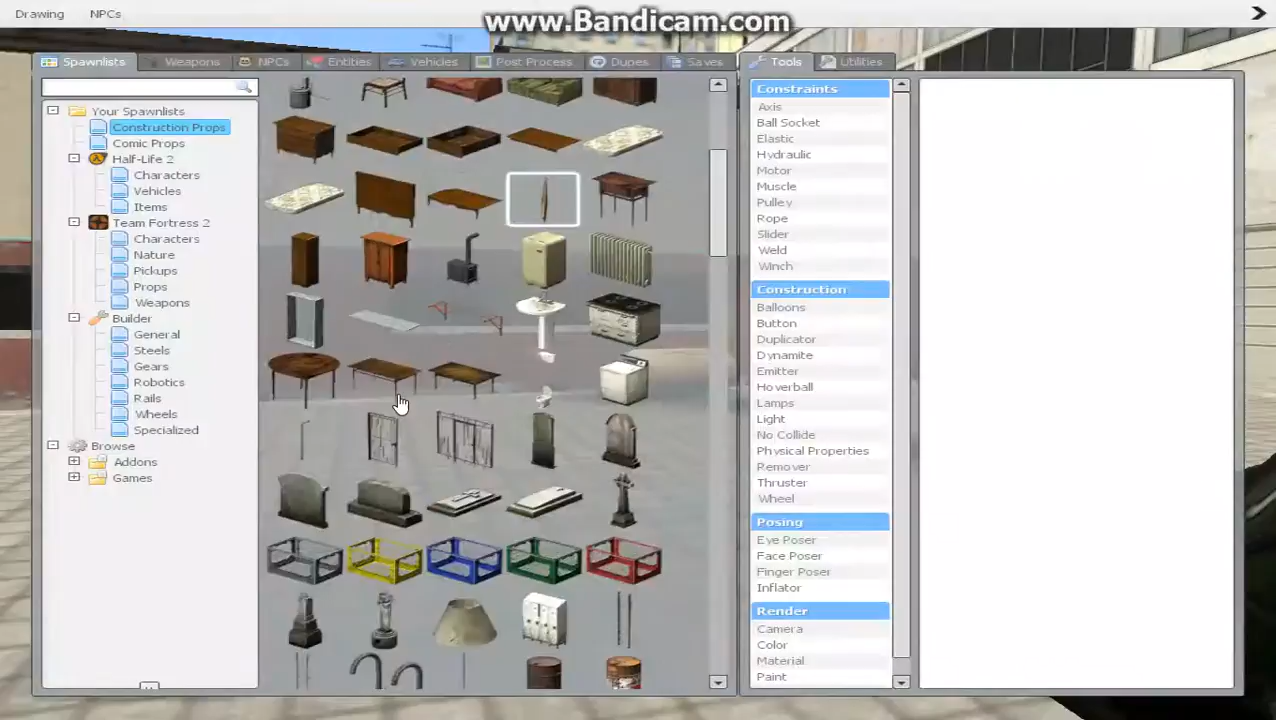 Drawing NPCs
www.Bandicam.com
Spawnlists Weapons NPCs Entities Vehicles Post Process Dupes Saves Tools Utilities
Your Spawnlists
Construction Props
Comic Props
Half-Life 2
Characters
Vehicles
Items
Team Fortress 2
Characters
Nature
Pickups
Props
Weapons
Builder
General
Steels
Gears
Robotics
Rails
Wheels
Specialized
Browse
Addons
Games
Constraints
Axis
Ball Socket
Elastic
Hydraulic
Motor
Muscle
Pulley
Rope
Slider
Weld
Winch
Construction
Balloons
Button
Duplicator
Dynamite
Emitter
Hoverball
Lamps
Light
No Collide
Physical Properties
Remover
Thruster
Wheel
Posing
Eye Poser
Face Poser
Finger Poser
Inflator
Render
Camera
Color
Material
Paint